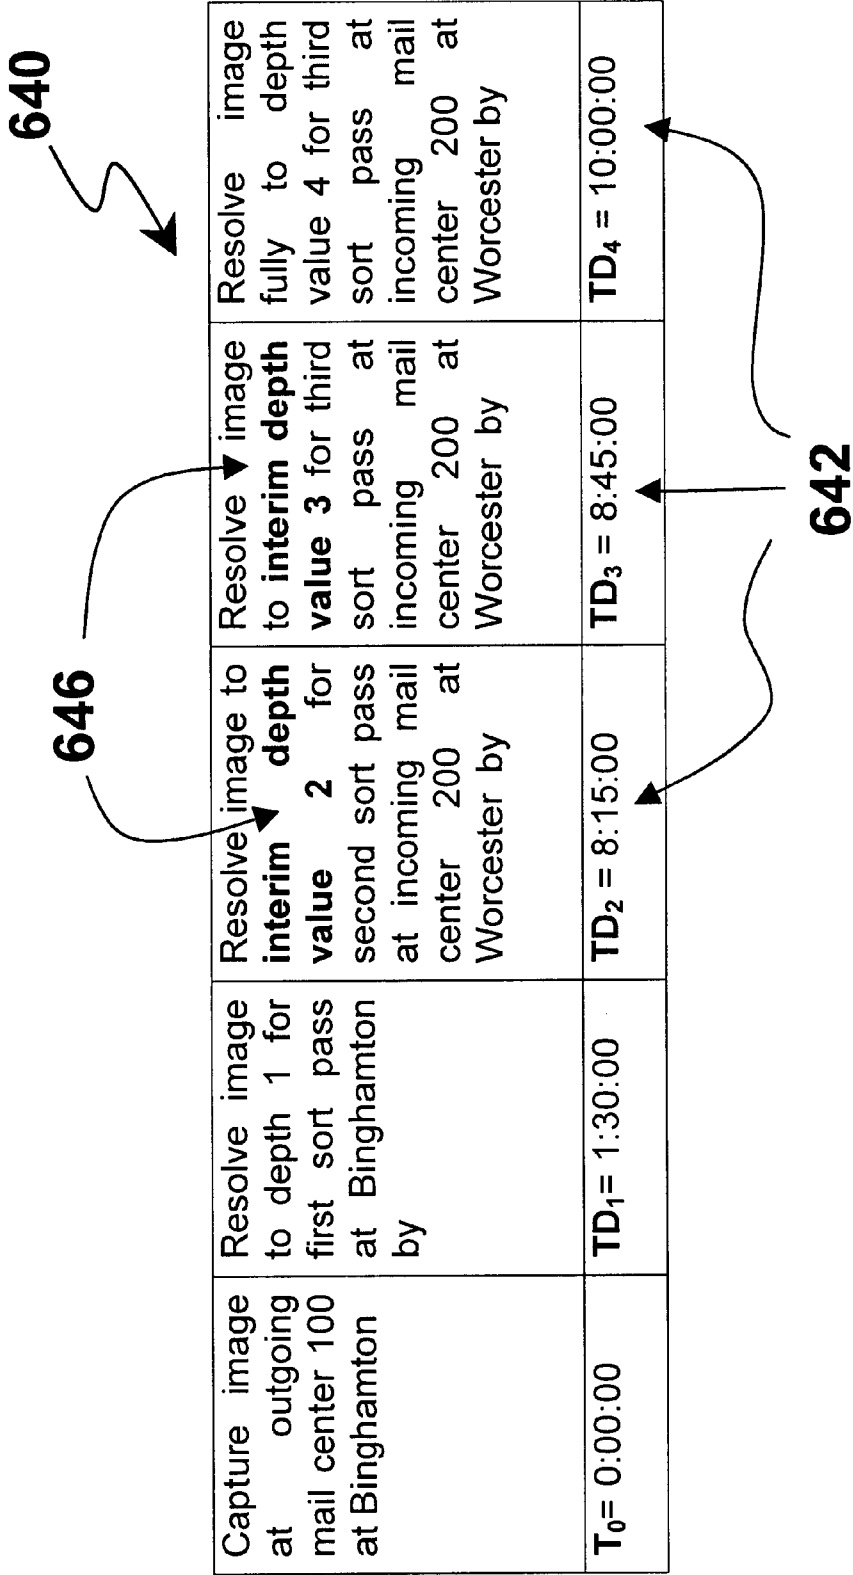 640
646
Capture image
at outgoing
mail center 100
at Binghamton
Resolve image
to depth 1 for
first sort pass
at Binghamton
by
Resolve image to
interim depth
value 2 for
second sort pass
at incoming mail
center 200 at
Worcester by
Resolve image
to interim depth
value 3 for third
sort pass at
incoming mail
center 200 at
Worcester by
Resolve image
fully to depth
value 4 for third
sort pass at
incoming mail
center 200 at
Worcester by
T₀= 0:00:00
TD₁= 1:30:00
TD₂ = 8:15:00
TD₃ = 8:45:00
TD₄ = 10:00:00
642